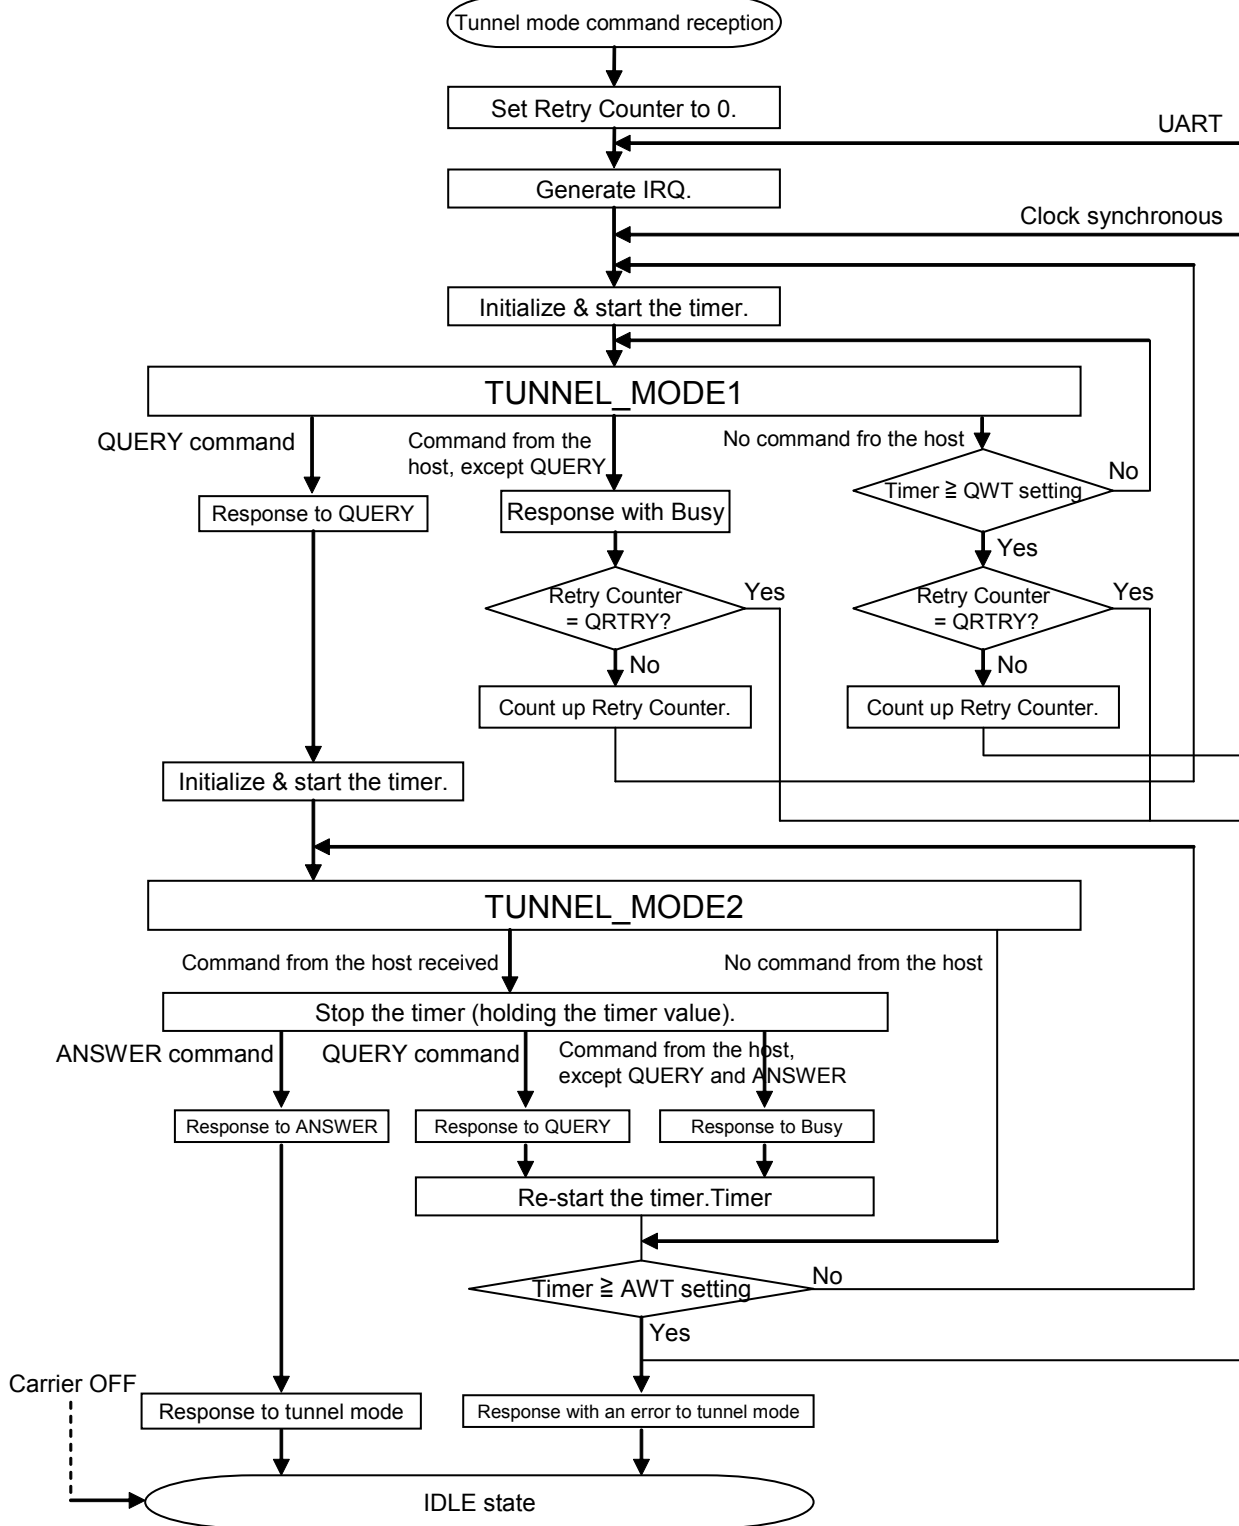 Tunnel mode command reception
Set Retry Counter to 0.
UART
Generate IRQ.
Clock synchronous
Initialize & start the timer.
TUNNEL_MODE1
QUERY command
Command from the
host, except QUERY
No command fro the host
Timer ≧ QWT setting
No
Response to QUERY
Response with Busy
Yes
Retry Counter
= QRTRY?
Yes
Retry Counter
= QRTRY?
Yes
No
No
Count up Retry Counter.
Count up Retry Counter.
Initialize & start the timer.
TUNNEL_MODE2
Command from the host received
No command from the host
Stop the timer (holding the timer value).
ANSWER command
QUERY command
Command from the host,
except QUERY and ANSWER
Response to ANSWER
Response to QUERY
Response to Busy
Re-start the timer.Timer
Timer ≧ AWT setting
No
Yes
Carrier OFF
Response to tunnel mode
Response with an error to tunnel mode
IDLE state